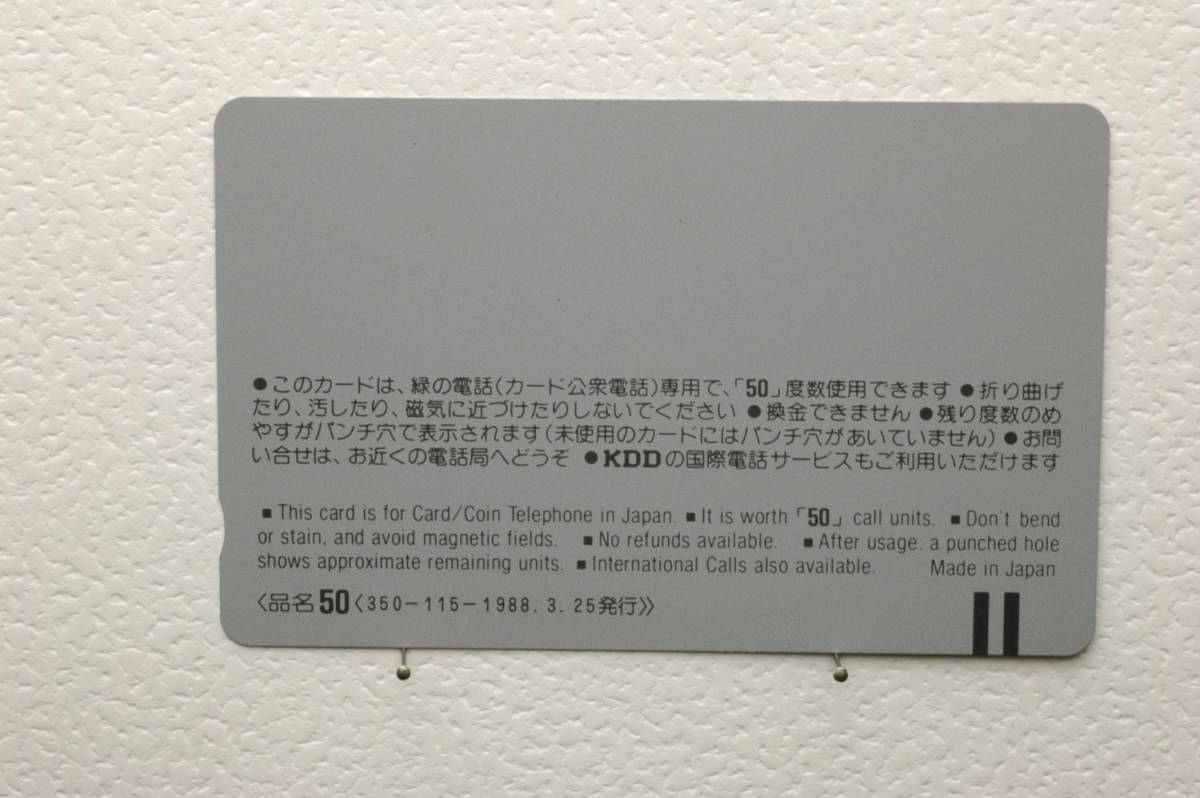 ●このカードは、緑の電話(カード公衆電話)専用で、「50」度数使用できます ●折り曲げ
たり、汚したり、磁気に近づけたりしないでください ●換金できません ●残り度数のめ
やすがパンチ穴で表示されます(未使用のカードにはパンチ穴があいていません) ●お問
い合せは、お近くの電話局へどうぞ ●KDDの国際電話サービスもご利用いただけます
■ This card is for Card/Coin Telephone in Japan. ■ It is worth「50」call units. ■ Don't bend
or stain, and avoid magnetic fields. ■ No refunds available. ■ After usage, a punched hole
shows approximate remaining units. ■ International Calls also available. Made in Japan
〈品名50〈350-115-1988. 3. 25発行〉〉